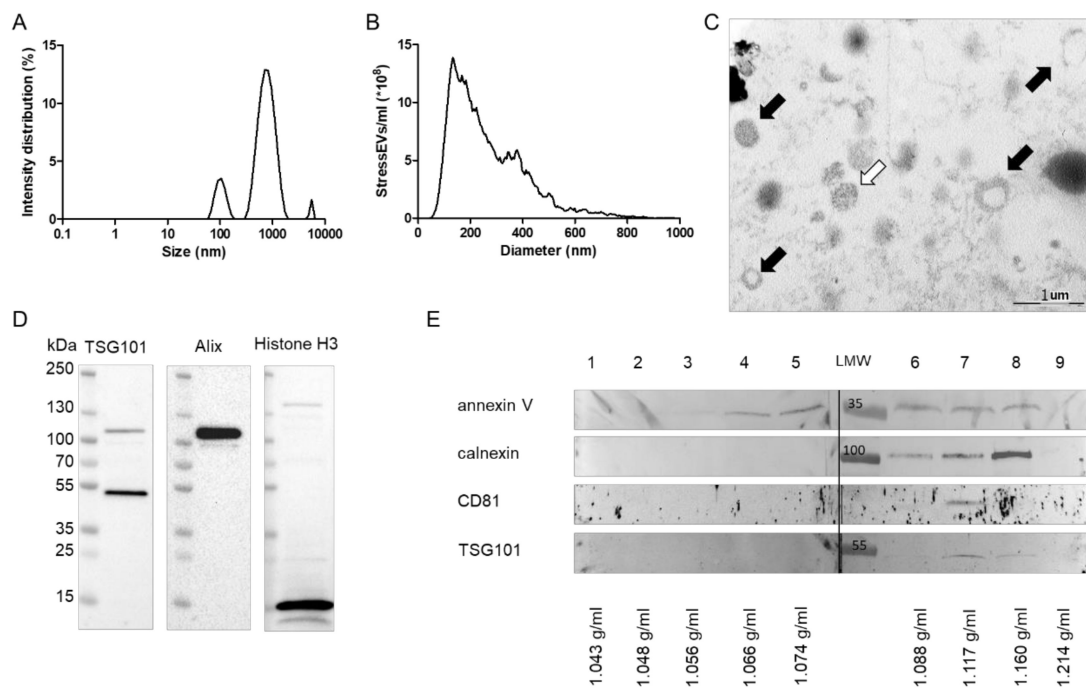 A
Intensity distribution (%)
15
10
5
0
0.1
1
10
100
1000
10000
Size (nm)
B
StressEVs/ml (*10⁸)
15
10
5
0
0
200
400
600
800
1000
Diameter (nm)
C
1um
D
kDa
TSG101
Alix
Histone H3
250
130
100
70
55
35
25
15
E
1 2 3 4 5 LMW 6 7 8 9
annexin V
35
calnexin
100
CD81
TSG101
55
1.043 g/ml
1.048 g/ml
1.056 g/ml
1.066 g/ml
1.074 g/ml
1.088 g/ml
1.117 g/ml
1.160 g/ml
1.214 g/ml